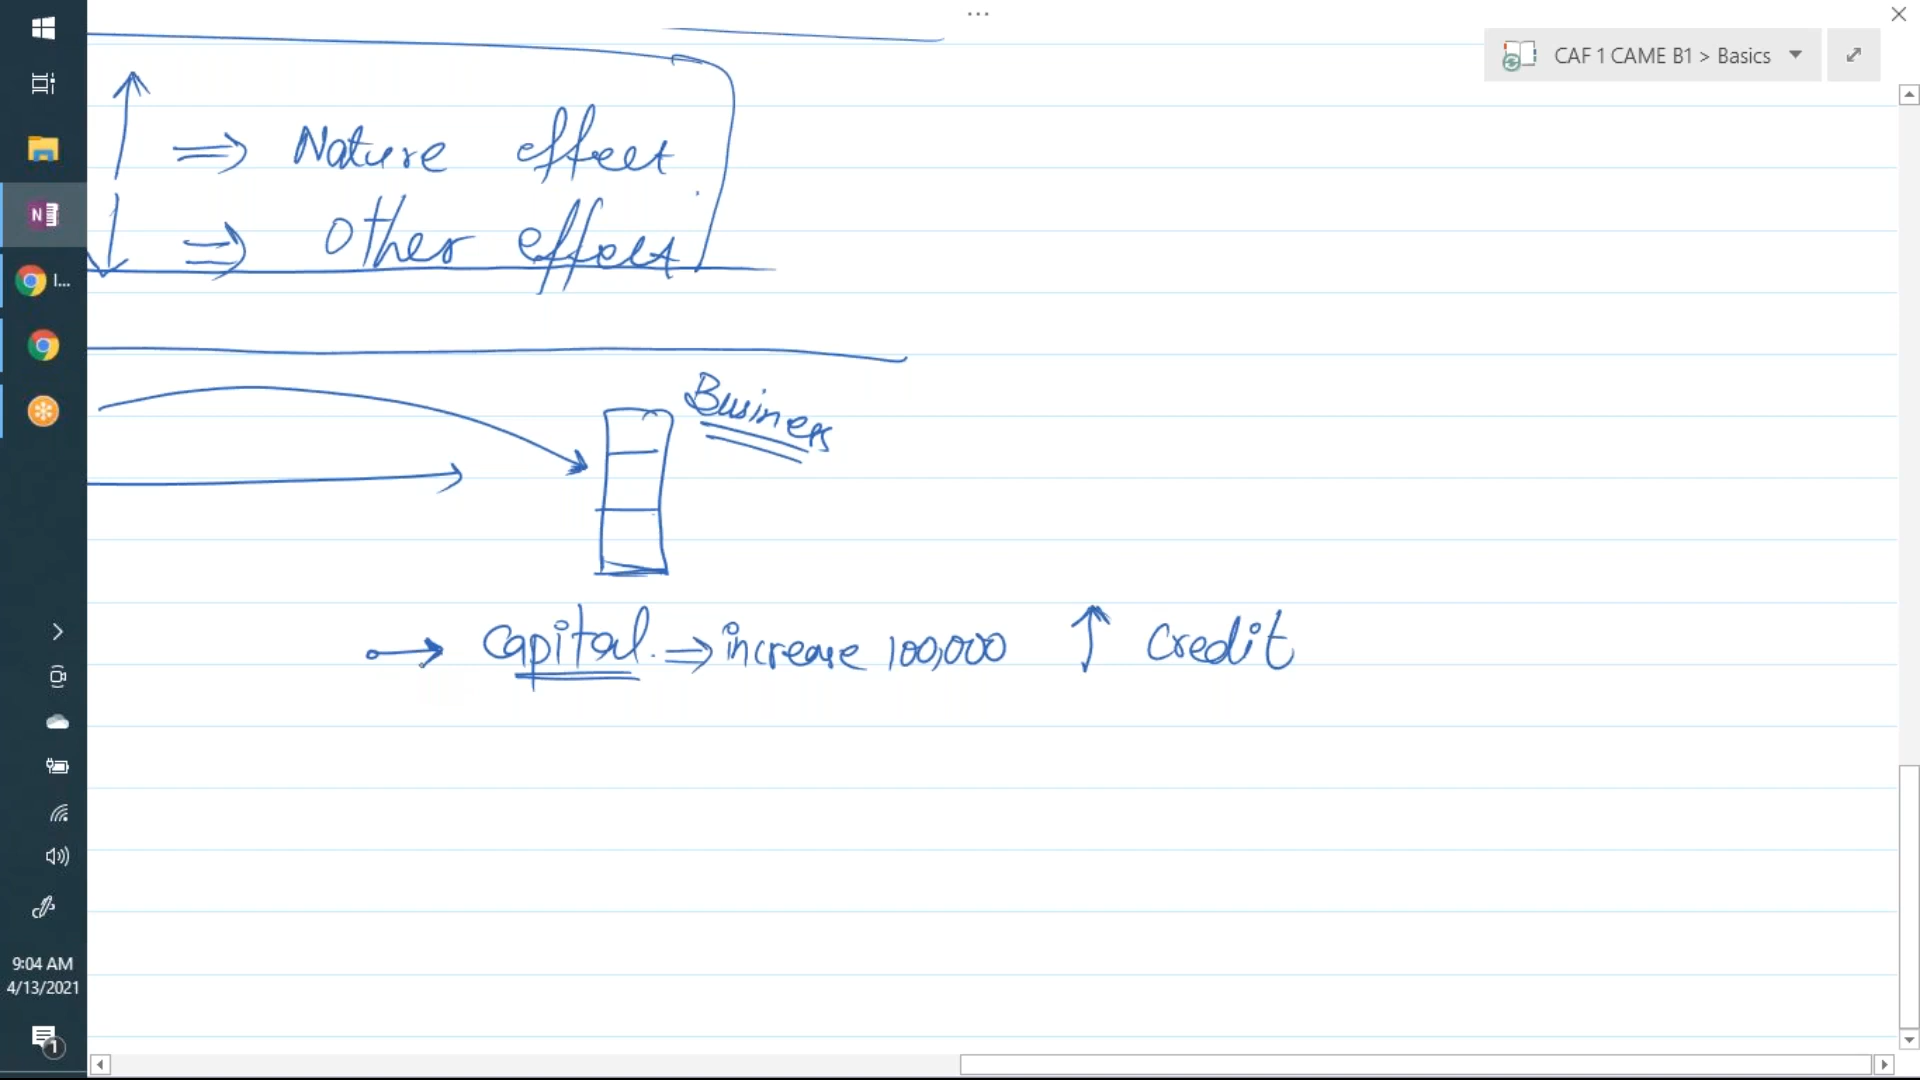 CAF 1 CAME B1 > Basics
↑ ⇒ Nature effect
↓ ⇒ Other effect
Business
→ Capital. ⇒ increase 100,000 ↑ Credit
I...
N
9:04 AM
4/13/2021
1